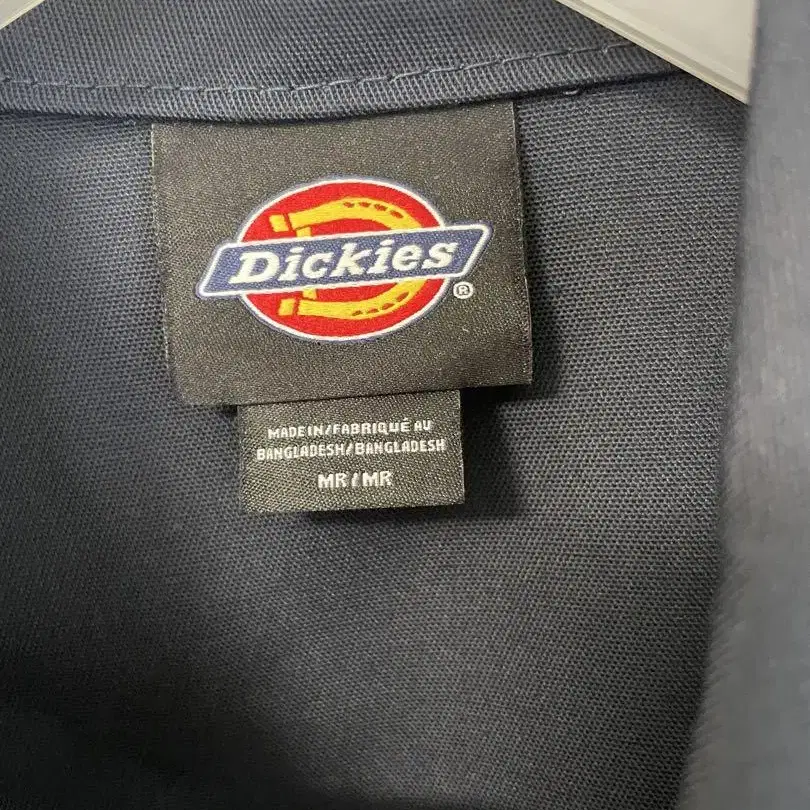 Dickies®
MADE IN/FABRIQUÉ AU
BANGLADESH/BANGLADESH
MR/MR